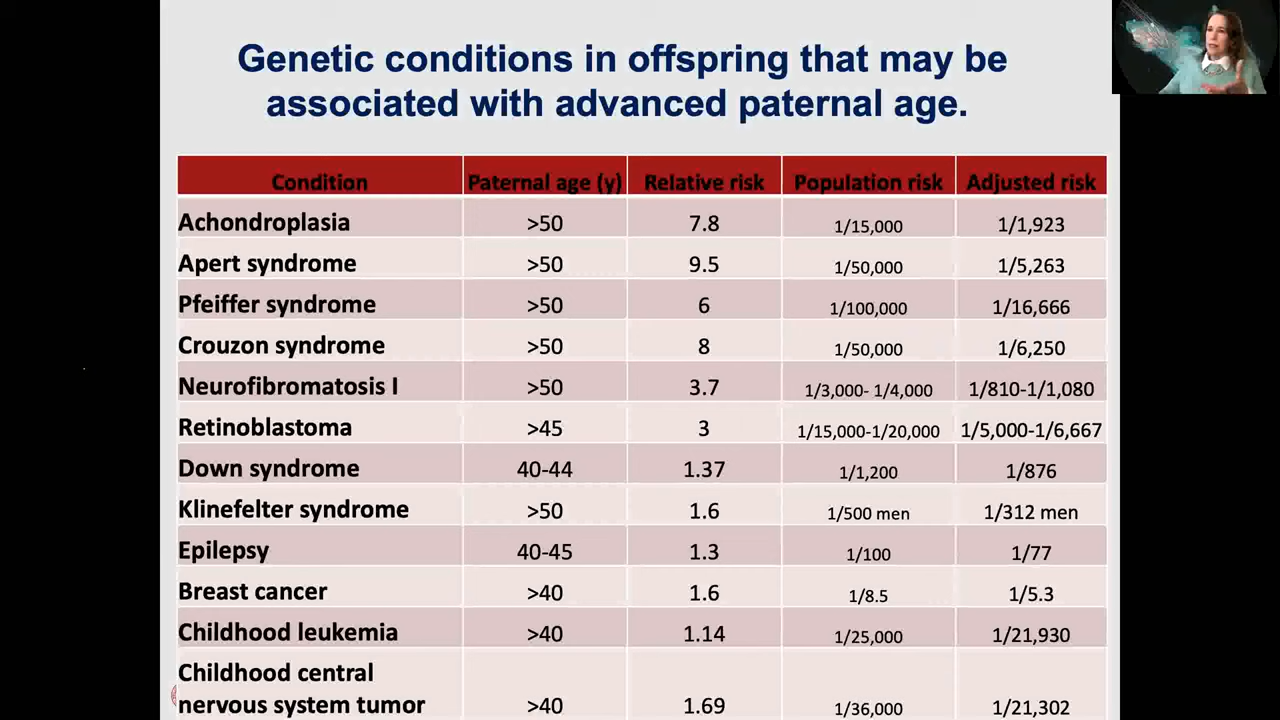 Genetic conditions in offspring that may be
associated with advanced paternal age.
Condition Paternal age (y) Relative risk Population risk Adjusted risk
Achondroplasia >50 7.8 1/15,000 1/1,923
Apert syndrome >50 9.5 1/50,000 1/5,263
Pfeiffer syndrome >50 6 1/100,000 1/16,666
Crouzon syndrome >50 8 1/50,000 1/6,250
Neurofibromatosis I >50 3.7 1/3,000- 1/4,000 1/810-1/1,080
Retinoblastoma >45 3 1/15,000-1/20,000 1/5,000-1/6,667
Down syndrome 40-44 1.37 1/1,200 1/876
Klinefelter syndrome >50 1.6 1/500 men 1/312 men
Epilepsy 40-45 1.3 1/100 1/77
Breast cancer >40 1.6 1/8.5 1/5.3
Childhood leukemia >40 1.14 1/25,000 1/21,930
Childhood central
nervous system tumor >40 1.69 1/36,000 1/21,302